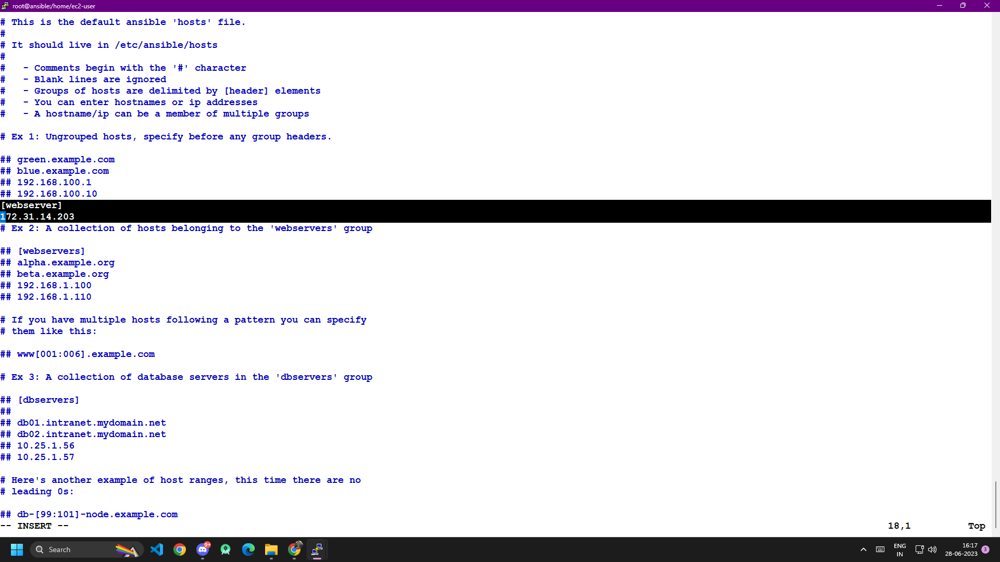 root@ansible:/home/ec2-user
# This is the default ansible 'hosts' file.
#
# It should live in /etc/ansible/hosts
#
#   - Comments begin with the '#' character
#   - Blank lines are ignored
#   - Groups of hosts are delimited by [header] elements
#   - You can enter hostnames or ip addresses
#   - A hostname/ip can be a member of multiple groups
# Ex 1: Ungrouped hosts, specify before any group headers.
## green.example.com
## blue.example.com
## 192.168.100.1
## 192.168.100.10
[webserver]
172.31.14.203
# Ex 2: A collection of hosts belonging to the 'webservers' group
## [webservers]
## alpha.example.org
## beta.example.org
## 192.168.1.100
## 192.168.1.110
# If you have multiple hosts following a pattern you can specify
# them like this:
## www[001:006].example.com
# Ex 3: A collection of database servers in the 'dbservers' group
## [dbservers]
##
## db01.intranet.mydomain.net
## db02.intranet.mydomain.net
## 10.25.1.56
## 10.25.1.57
# Here's another example of host ranges, this time there are no
# leading 0s:
## db-[99:101]-node.example.com
-- INSERT -- 18,1 Top
Search
9+
ENG
IN
16:17
28-06-2023
3